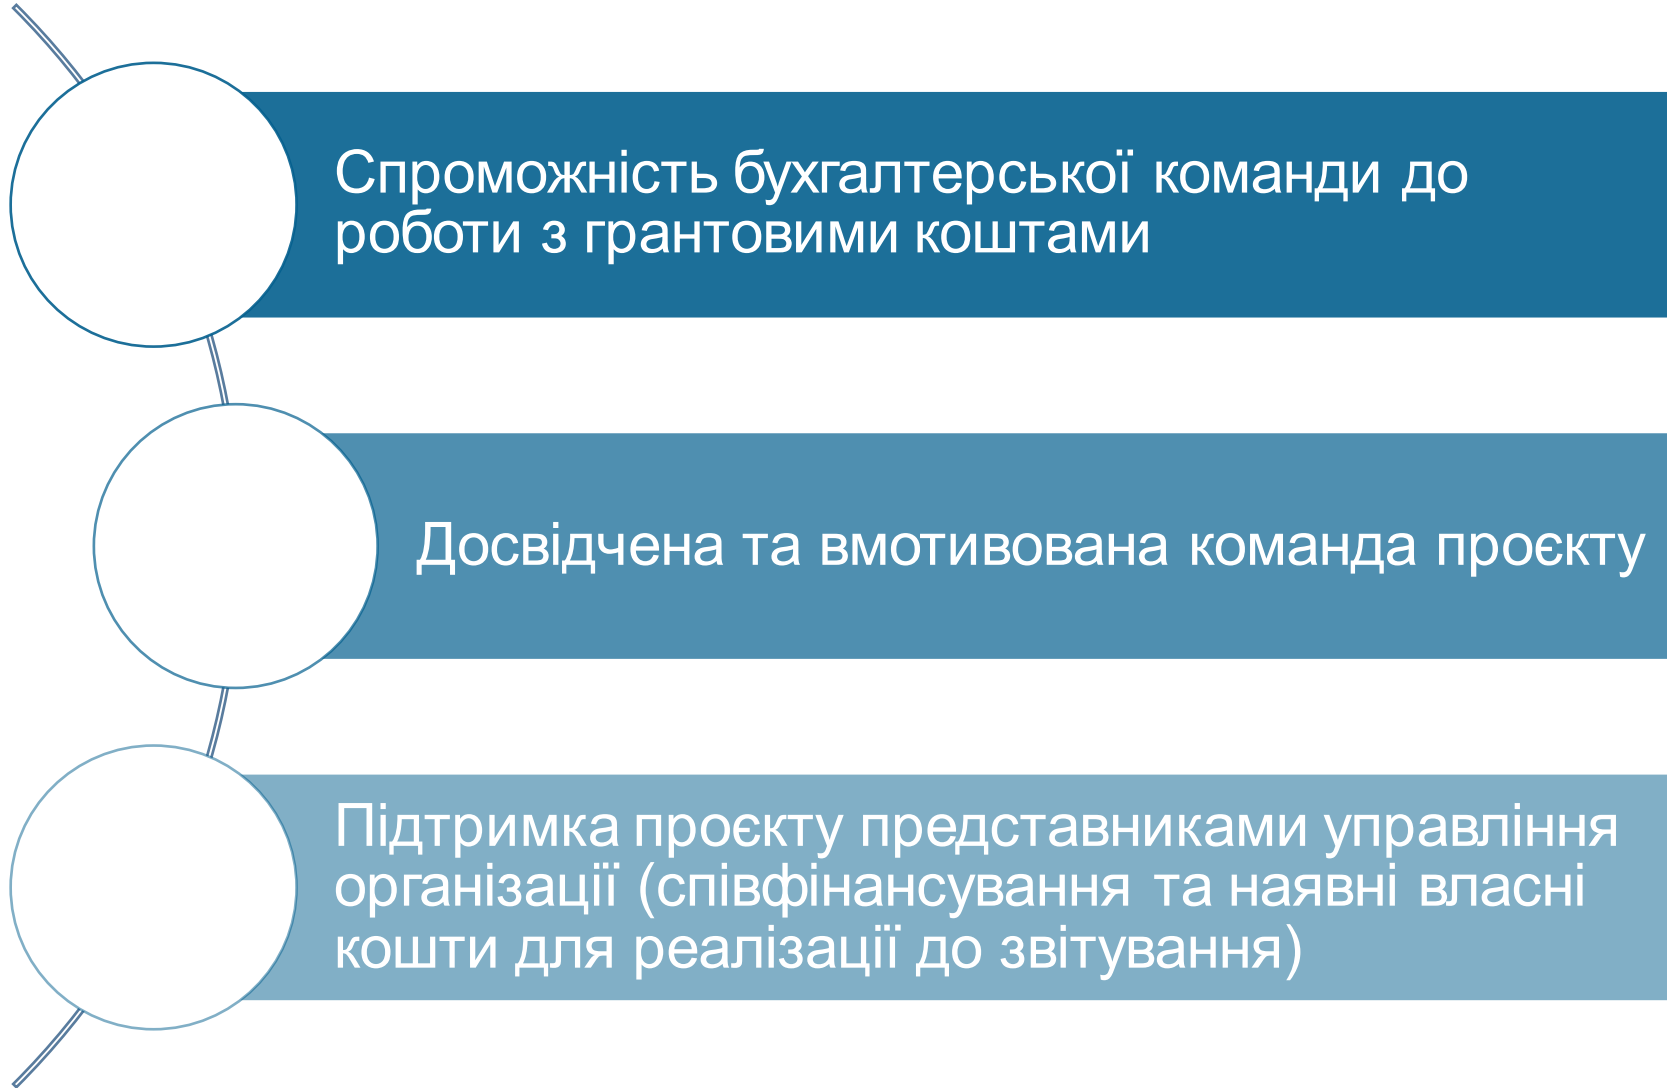 Спроможність бухгалтерської команди до
роботи з грантовими коштами
Досвідчена та вмотивована команда проєкту
Підтримка проєкту представниками управління
організації (співфінансування та наявні власні
кошти для реалізації до звітування)